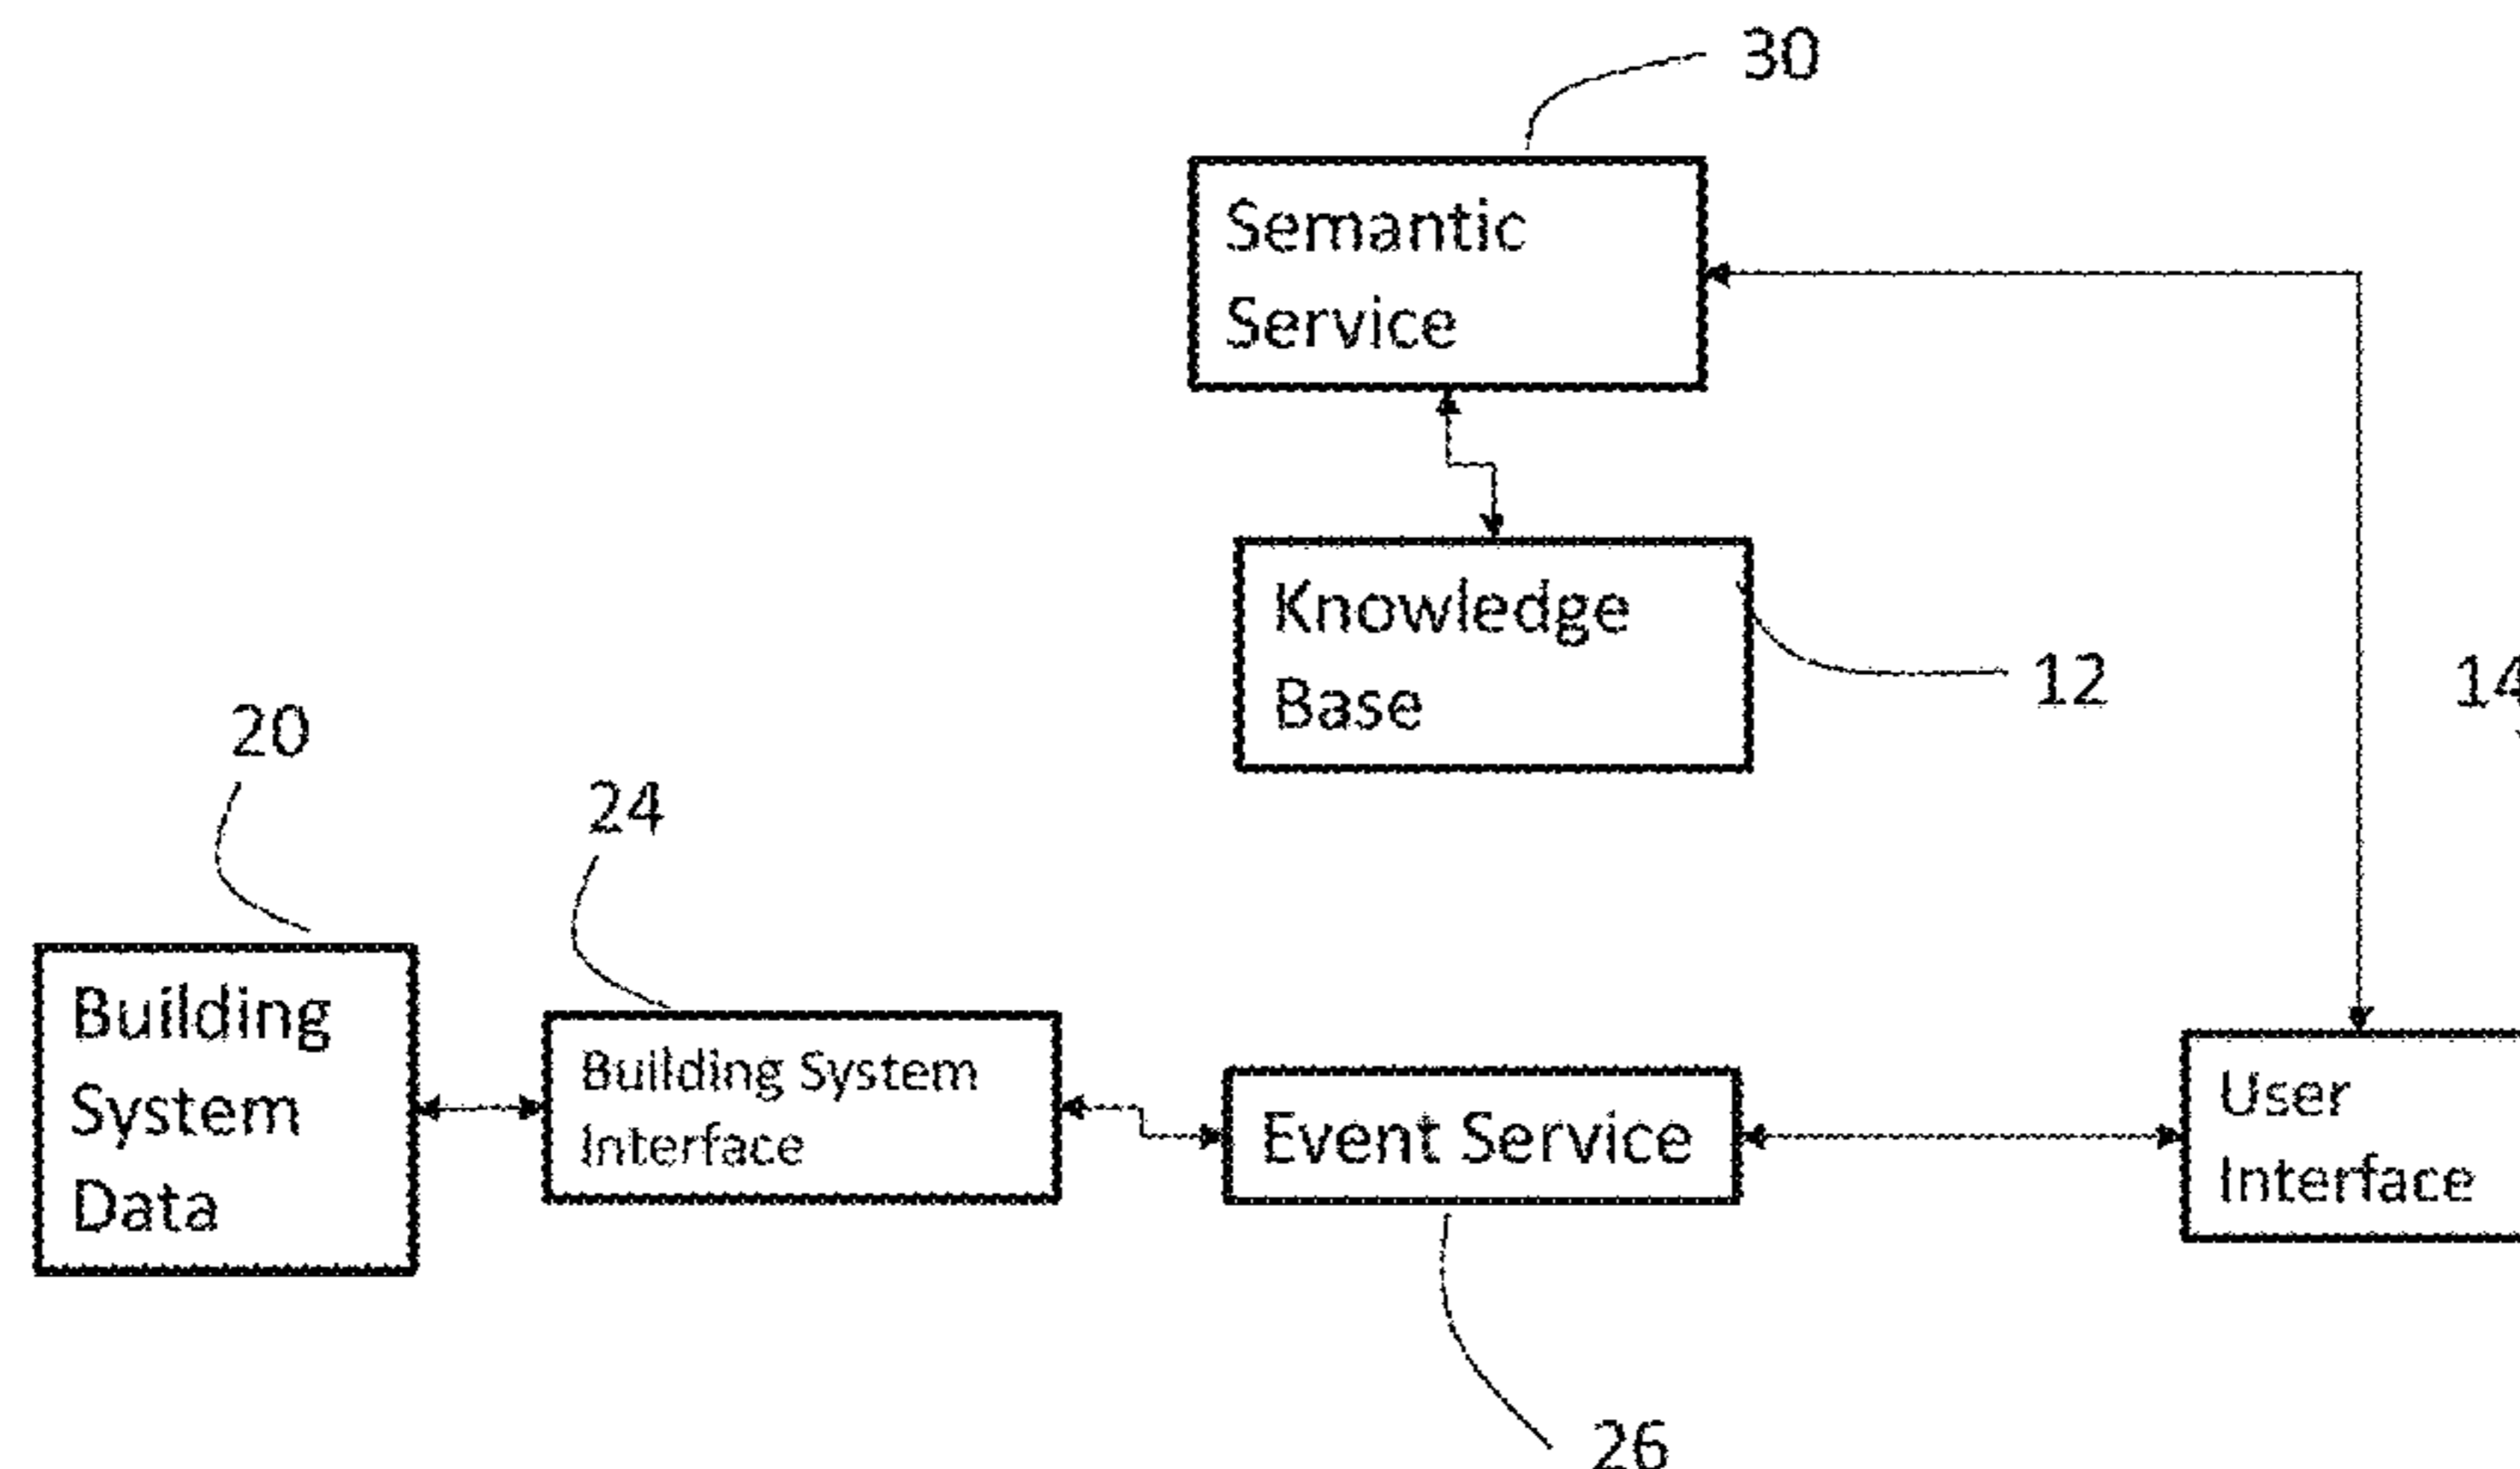 30
Semantic
Service
Knowledge
Base
12
14
20
24
Building
System
Data
Building System
Interface
Event Service
User
Interface
26